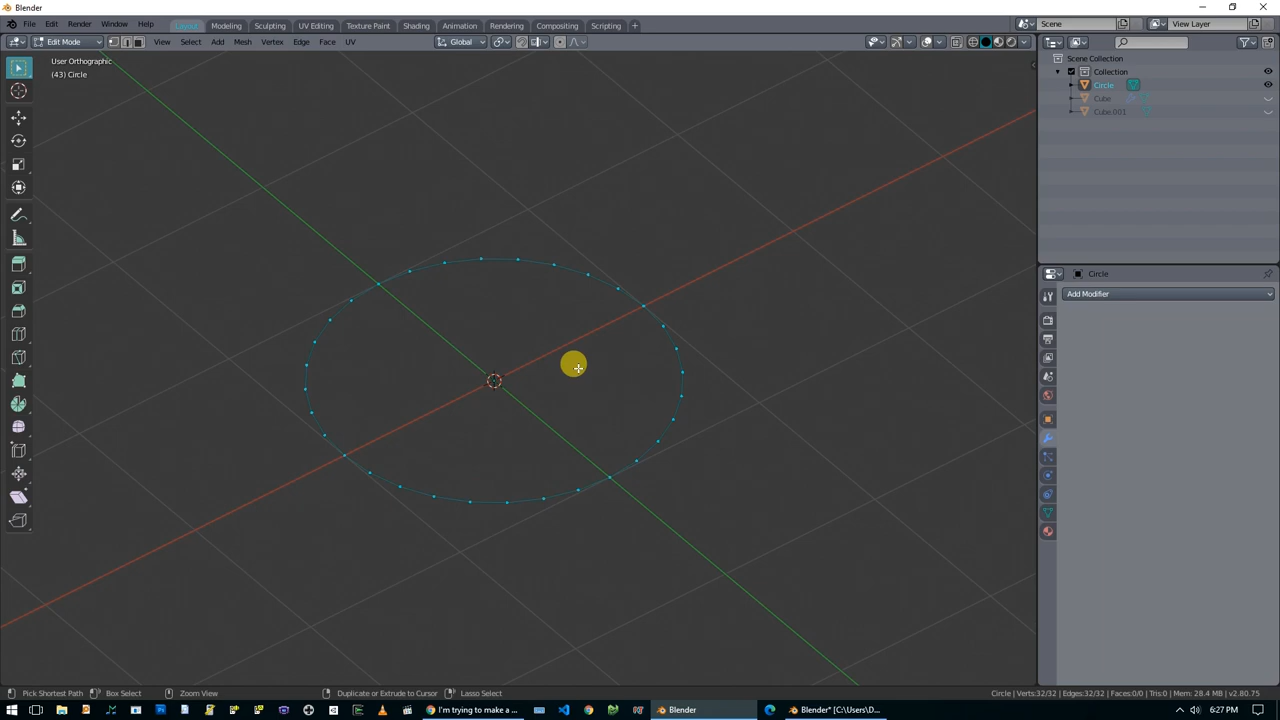 Blender
File Edit Render Window Help Layout Modeling Sculpting UV Editing Texture Paint Shading Animation Rendering Compositing Scripting + Scene View Layer
Edit Mode View Select Add Mesh Vertex Edge Face UV Global
User Orthographic
(43) Circle
Scene Collection
Collection
Circle
Cube
Cube.001
Circle
Add Modifier
Pick Shortest Path Box Select Zoom View Duplicate or Extrude to Cursor Lasso Select Circle | Verts:32/32 | Edges:32/32 | Faces:0/0 | Tris:0 | Mem: 28.4 MB | v2.80.75
I'm trying to make a ... Blender Blender* [C:\Users\D... 6:27 PM